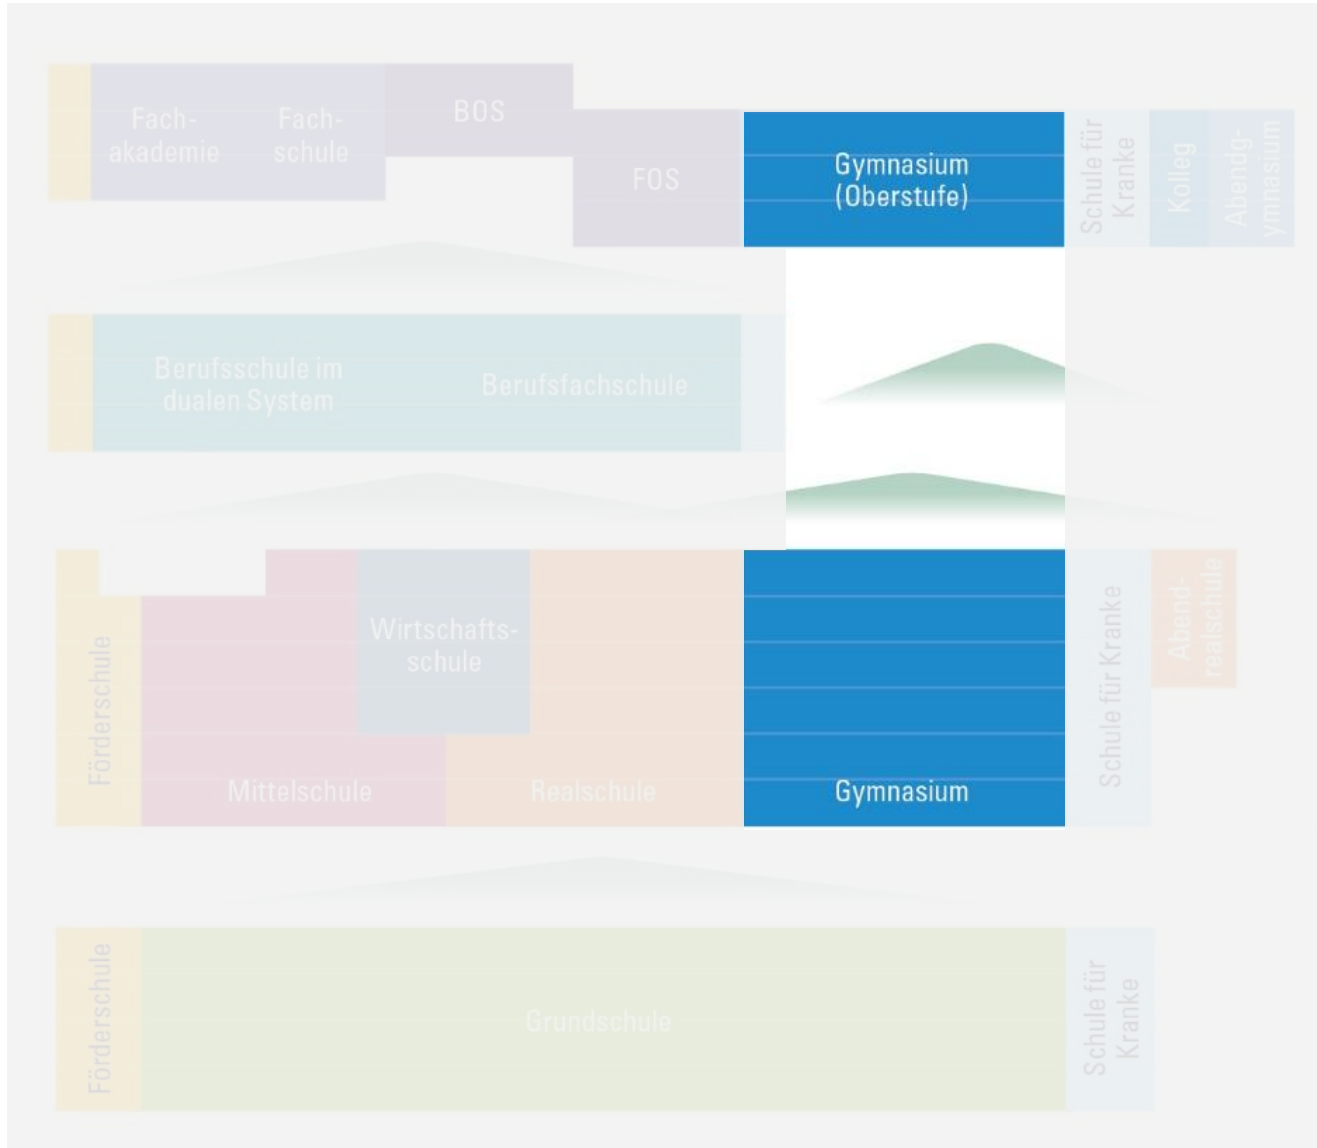 Fach-
akademie
Fach-
schule
BOS
FOS
Gymnasium
(Oberstufe)
Schule für
Kranke
Kolleg
Abendg-
ymnasium
Berufsschule im
dualen System
Berufsfachschule
Förderschule
Mittelschule
Wirtschafts-
schule
Realschule
Gymnasium
Schule für Kranke
Abend-
realschule
Förderschule
Grundschule
Schule für
Kranke